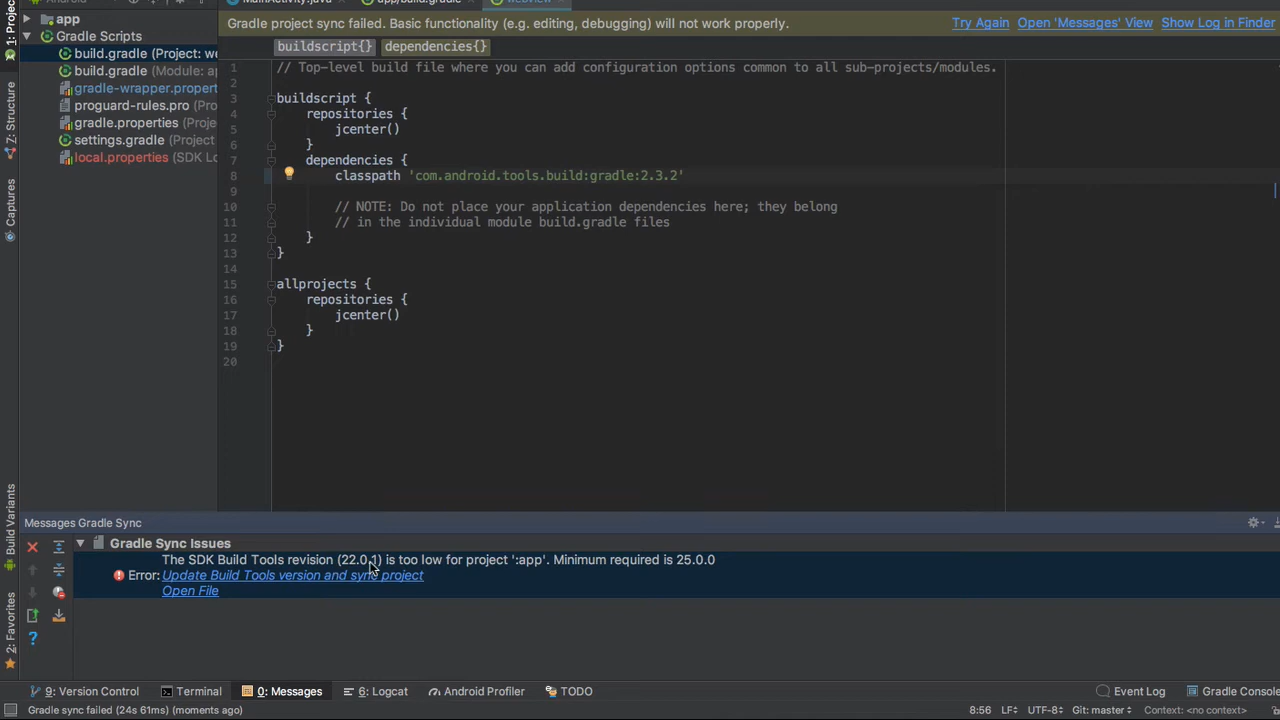 1: Project
Z: Structure
Captures
Build Variants
2: Favorites
app
Gradle Scripts
build.gradle (Project: we
build.gradle (Module: ap
gradle-wrapper.propert
proguard-rules.pro (Pro
gradle.properties (Proje
settings.gradle (Project
local.properties (SDK Lo
Gradle project sync failed. Basic functionality (e.g. editing, debugging) will not work properly.
Try Again Open 'Messages' View Show Log in Finder
buildscript{} dependencies{}
1 // Top-level build file where you can add configuration options common to all sub-projects/modules.
2
3 buildscript {
4 repositories {
5 jcenter()
6 }
7 dependencies {
8 classpath 'com.android.tools.build:gradle:2.3.2'
9
10 // NOTE: Do not place your application dependencies here; they belong
11 // in the individual module build.gradle files
12 }
13 }
14
15 allprojects {
16 repositories {
17 jcenter()
18 }
19 }
20
Messages Gradle Sync
Gradle Sync Issues
The SDK Build Tools revision (22.0.1) is too low for project ':app'. Minimum required is 25.0.0
Error: Update Build Tools version and sync project
Open File
9: Version Control Terminal 0: Messages 6: Logcat Android Profiler TODO Event Log Gradle Console
Gradle sync failed (24s 61ms) (moments ago) 8:56 LF UTF-8 Git: master Context: <no context>